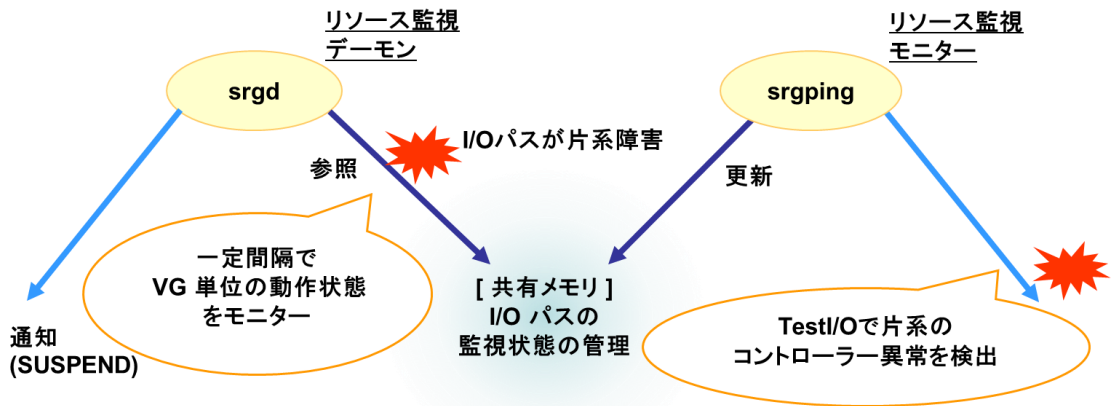 リソース監視
デーモン
srgd
リソース監視
モニター
srgping
I/Oパスが片系障害
参照
更新
一定間隔で
VG 単位の動作状態
をモニター
[ 共有メモリ ]
I/O パスの
監視状態の管理
通知
(SUSPEND)
TestI/Oで片系の
コントローラー異常を検出